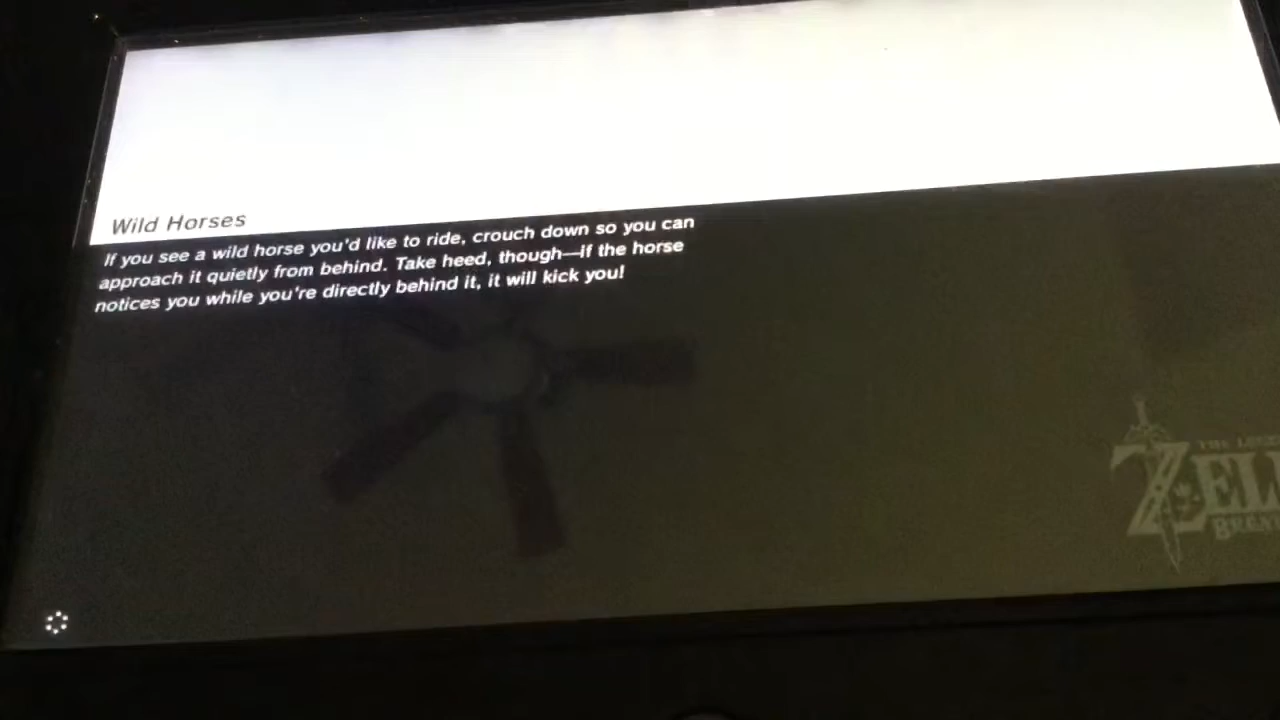 Wild Horses
If you see a wild horse you'd like to ride, crouch down so you can
approach it quietly from behind. Take heed, though—if the horse
notices you while you're directly behind it, it will kick you!
THE
ZEL